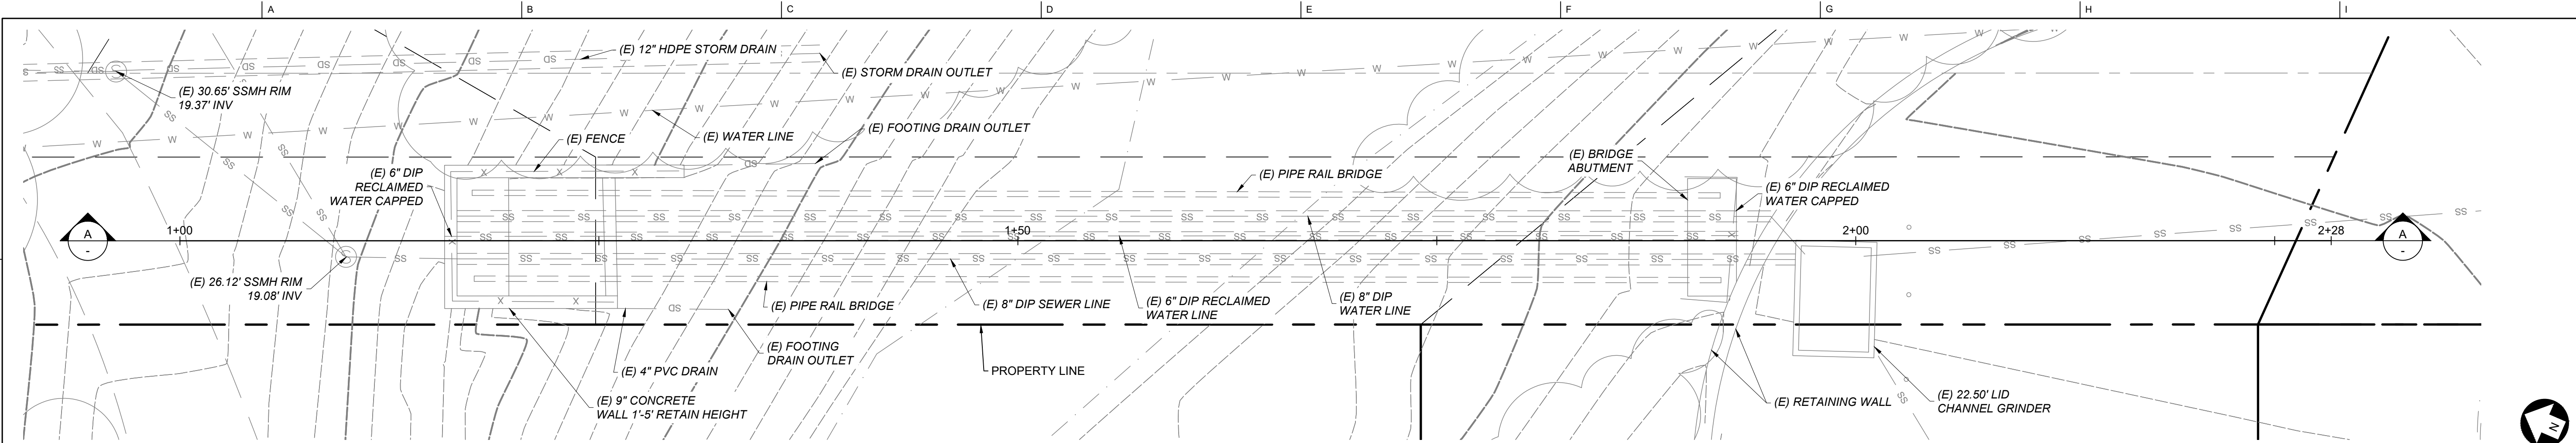 A
B
C
D
E
F
G
H
I
(E) 12" HDPE STORM DRAIN
(E) STORM DRAIN OUTLET
(E) 30.65' SSMH RIM
19.37' INV
(E) FENCE
(E) WATER LINE
(E) FOOTING DRAIN OUTLET
(E) 6" DIP
RECLAIMED
WATER CAPPED
(E) PIPE RAIL BRIDGE
(E) BRIDGE
ABUTMENT
(E) 6" DIP RECLAIMED
WATER CAPPED
A
-
1+00
1+50
2+00
2+28
A
-
(E) 26.12' SSMH RIM
19.08' INV
(E) PIPE RAIL BRIDGE
(E) 8" DIP SEWER LINE
(E) 6" DIP RECLAIMED
WATER LINE
(E) 8" DIP
WATER LINE
(E) FOOTING
DRAIN OUTLET
(E) 4" PVC DRAIN
PROPERTY LINE
(E) 9" CONCRETE
WALL 1'-5' RETAIN HEIGHT
(E) RETAINING WALL
(E) 22.50' LID
CHANNEL GRINDER
N